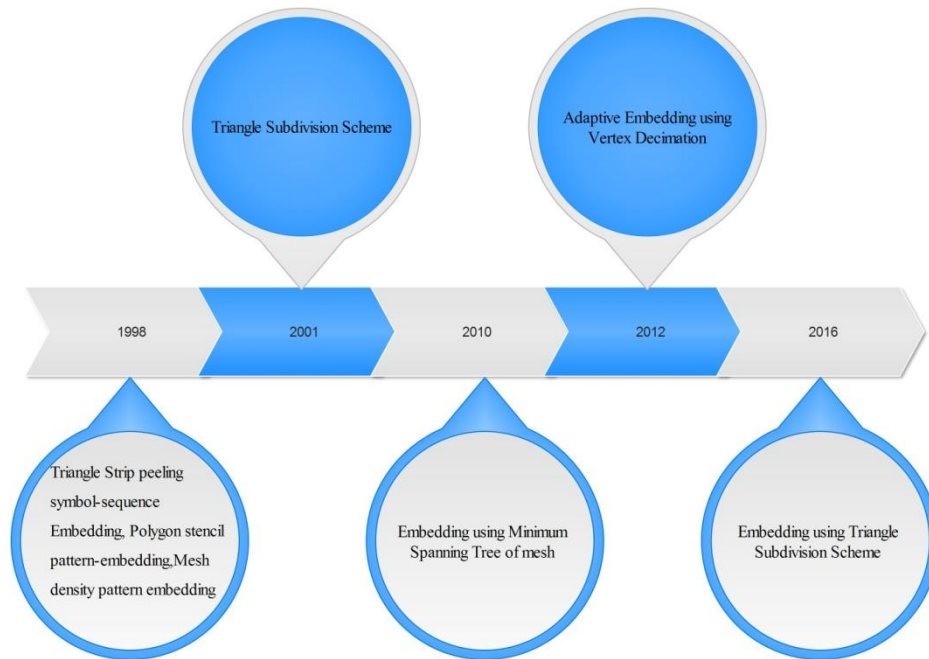 Triangle Subdivision Scheme
Adaptive Embedding using
Vertex Decimation
1998
2001
2010
2012
2016
Triangle Strip peeling
symbol-sequence
Embedding, Polygon stencil
pattern-embedding,Mesh
density pattern embedding
Embedding using Minimum
Spanning Tree of mesh
Embedding using Triangle
Subdivision Scheme